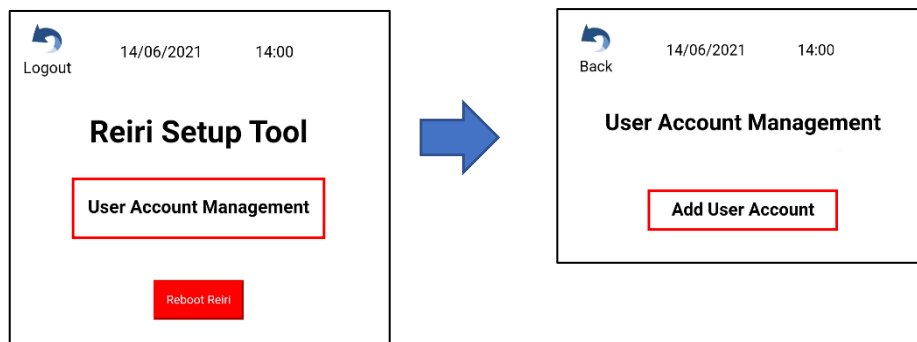 14/06/2021 14:00
Logout
Reiri Setup Tool
User Account Management
Reboot Reiri
14/06/2021 14:00
Back
User Account Management
Add User Account